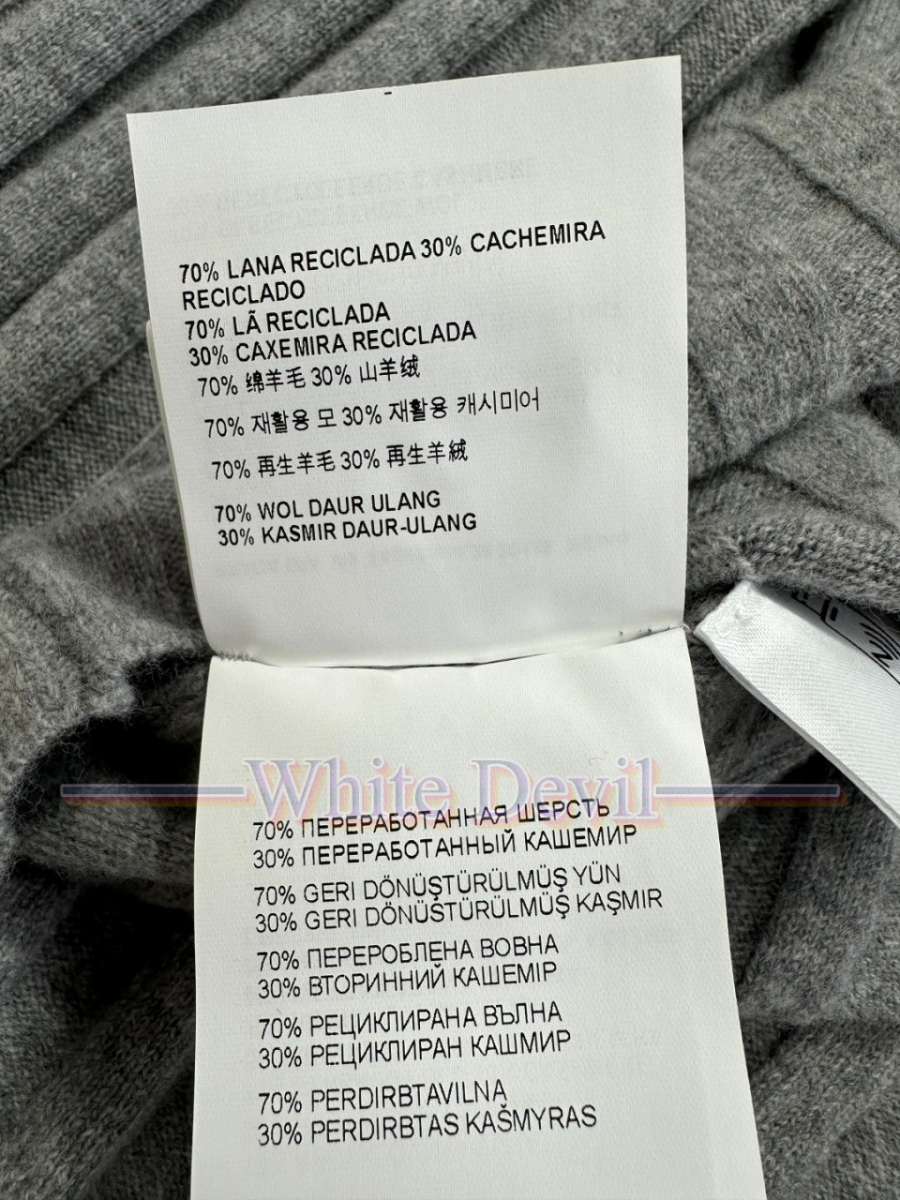 70% LANA RECICLADA 30% CACHEMIRA
RECICLADO
70% LÃ RECICLADA
30% CAXEMIRA RECICLADA
70% 绵羊毛 30% 山羊绒
70% 재활용 모 30% 재활용 캐시미어
70% 再生羊毛 30% 再生羊絨
70% WOL DAUR ULANG
30% KASMIR DAUR-ULANG
White Devil
70% ПЕРЕРАБОТАННАЯ ШЕРСТЬ
30% ПЕРЕРАБОТАННЫЙ КАШЕМИР
70% GERI DÖNÜŞTÜRÜLMÜŞ YÜN
30% GERI DÖNÜSTÜRÜLMÜŞ KAŞMIR
70% ПЕРЕРОБЛЕНА ВОВНА
30% ВТОРИННИЙ КАШЕМІР
70% РЕЦИКЛИРАНА ВЪЛНА
30% РЕЦИКЛИРАН КАШМИР
70% PERDIRBTAVILNĄ
30% PERDIRBTAS KAŠMYRAS